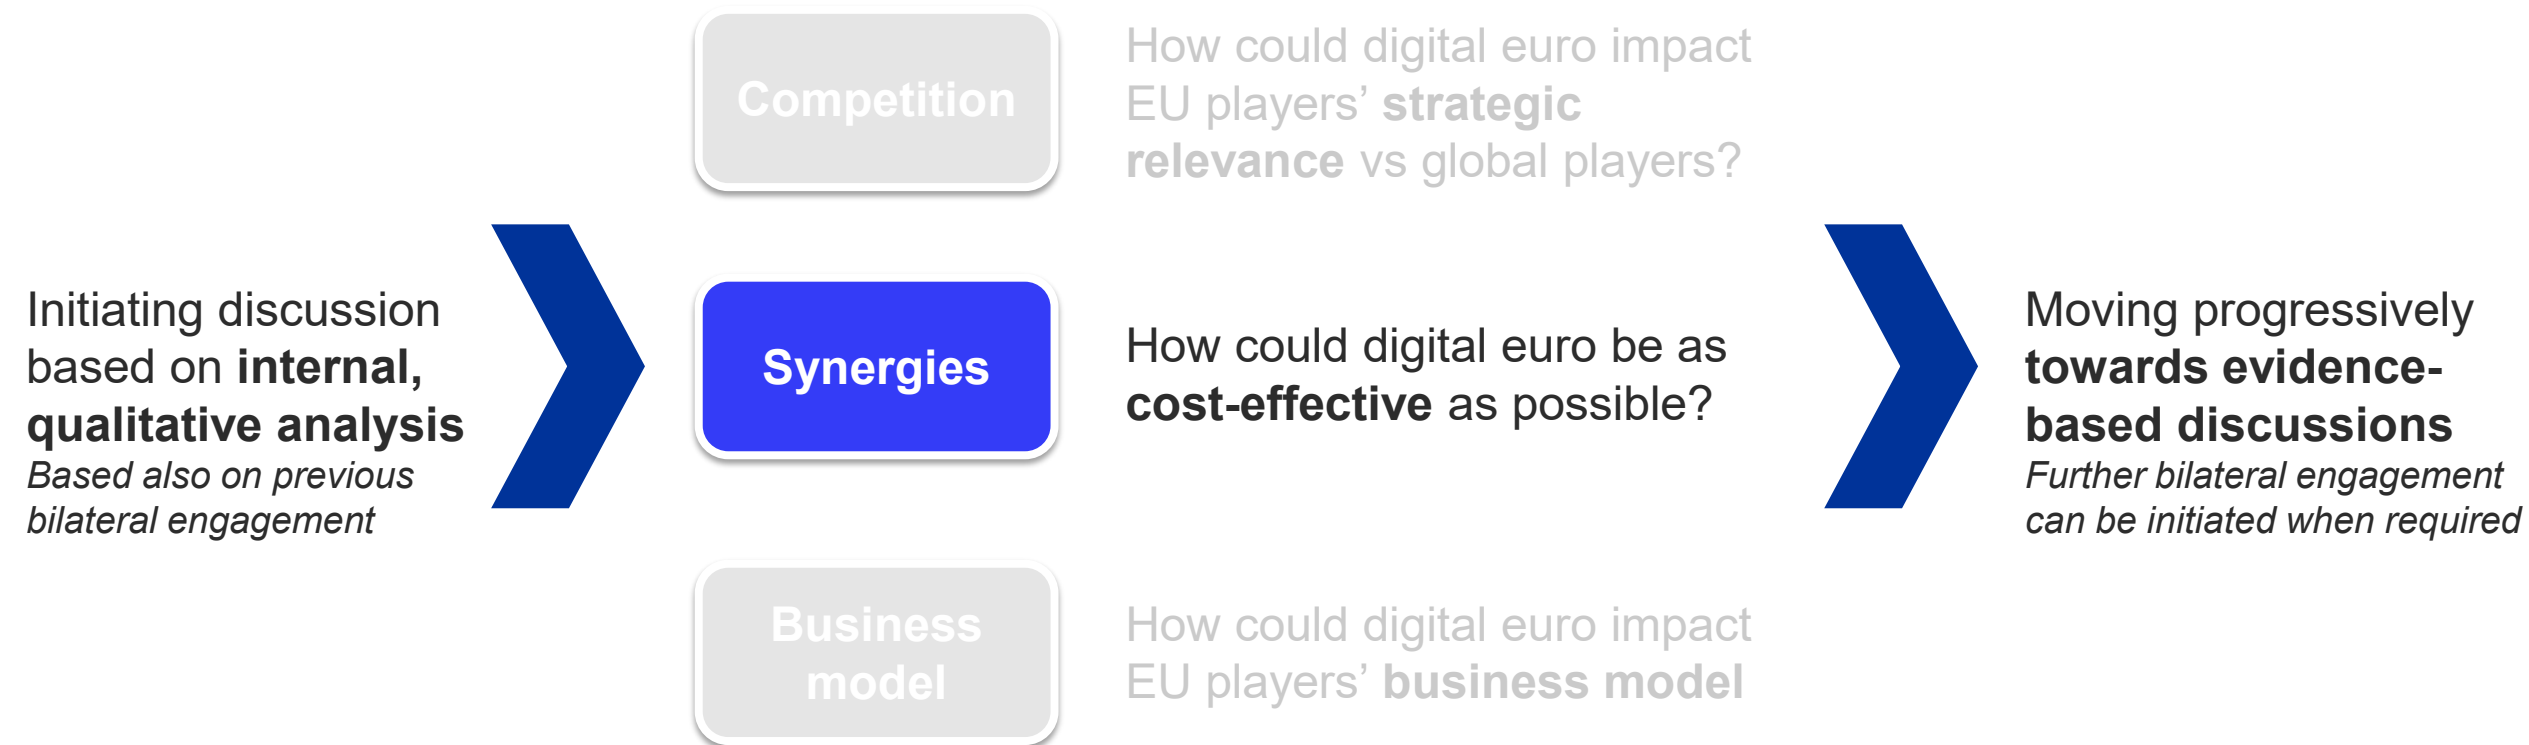 Initiating discussion
based on internal,
qualitative analysis
Based also on previous
bilateral engagement
Competition
How could digital euro impact
EU players’ strategic
relevance vs global players?
Synergies
How could digital euro be as
cost-effective as possible?
Business
model
How could digital euro impact
EU players’ business model
Moving progressively
towards evidence-
based discussions
Further bilateral engagement
can be initiated when required